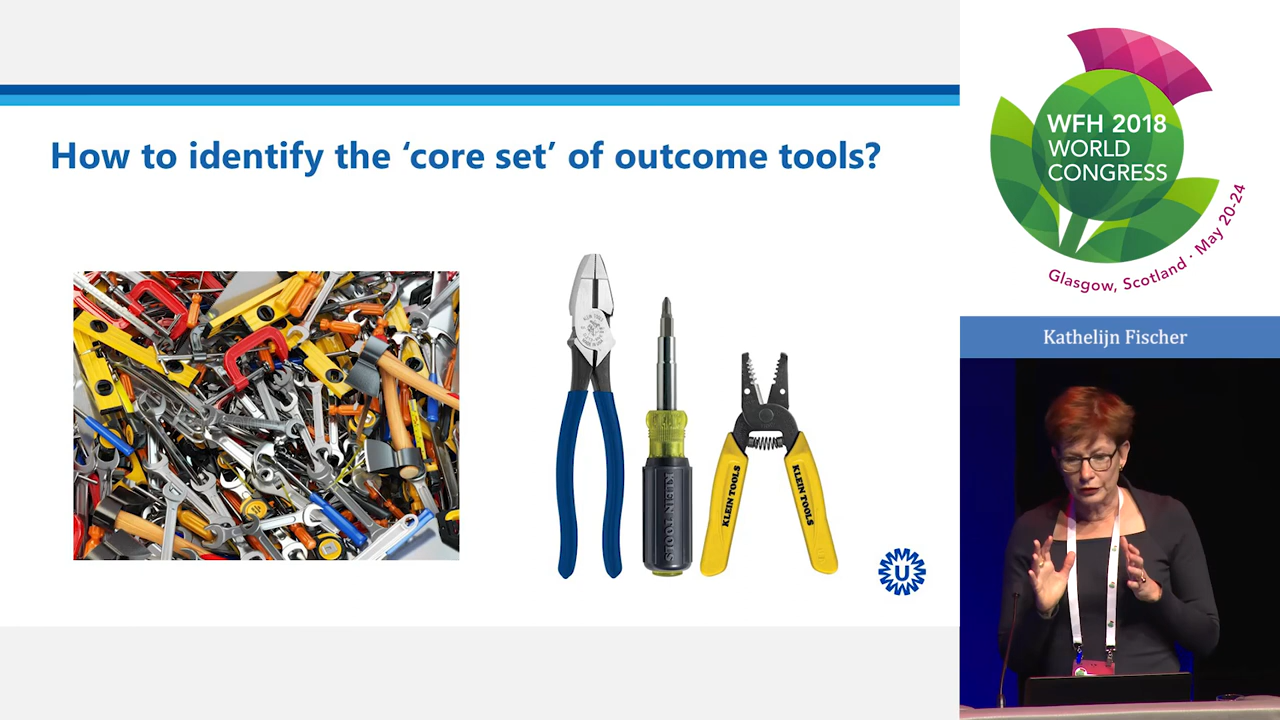 How to identify the ‘core set’ of outcome tools?
KLEIN TOOLS
KLEIN TOOLS
KLEIN TOOLS
U
WFH 2018
WORLD
CONGRESS
Glasgow, Scotland · May 20-24
Kathelijn Fischer